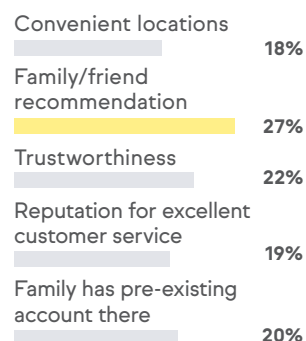 Convenient locations
18%
Family/friend
recommendation
27%
Trustworthiness
22%
Reputation for excellent
customer service
19%
Family has pre-existing
account there
20%